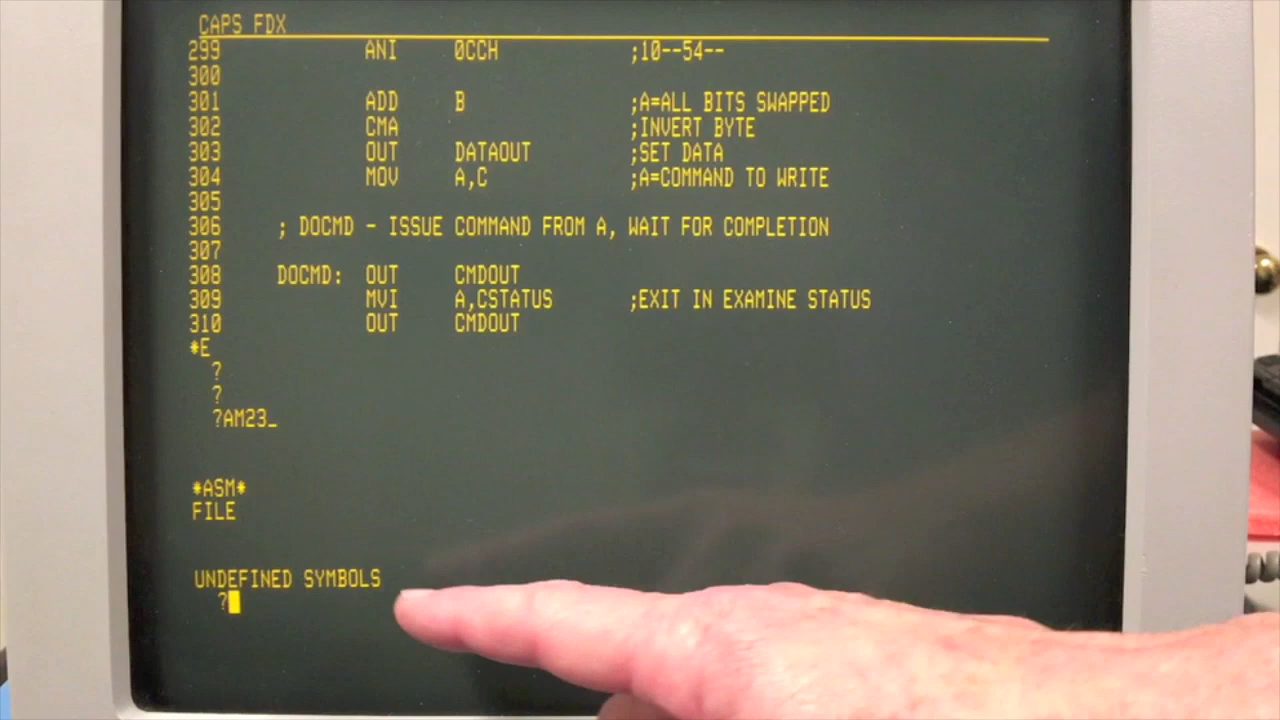 CAPS FDX
299 ANI 0CCH ;10--54--
300
301 ADD B ;A=ALL BITS SWAPPED
302 CMA ;INVERT BYTE
303 OUT DATAOUT ;SET DATA
304 MOV A,C ;A=COMMAND TO WRITE
305
306 ; DOCMD - ISSUE COMMAND FROM A, WAIT FOR COMPLETION
307
308 DOCMD: OUT CMDOUT
309 MVI A,CSTATUS ;EXIT IN EXAMINE STATUS
310 OUT CMDOUT
*E
?
?
?AM23_
*ASM*
FILE
UNDEFINED SYMBOLS
?